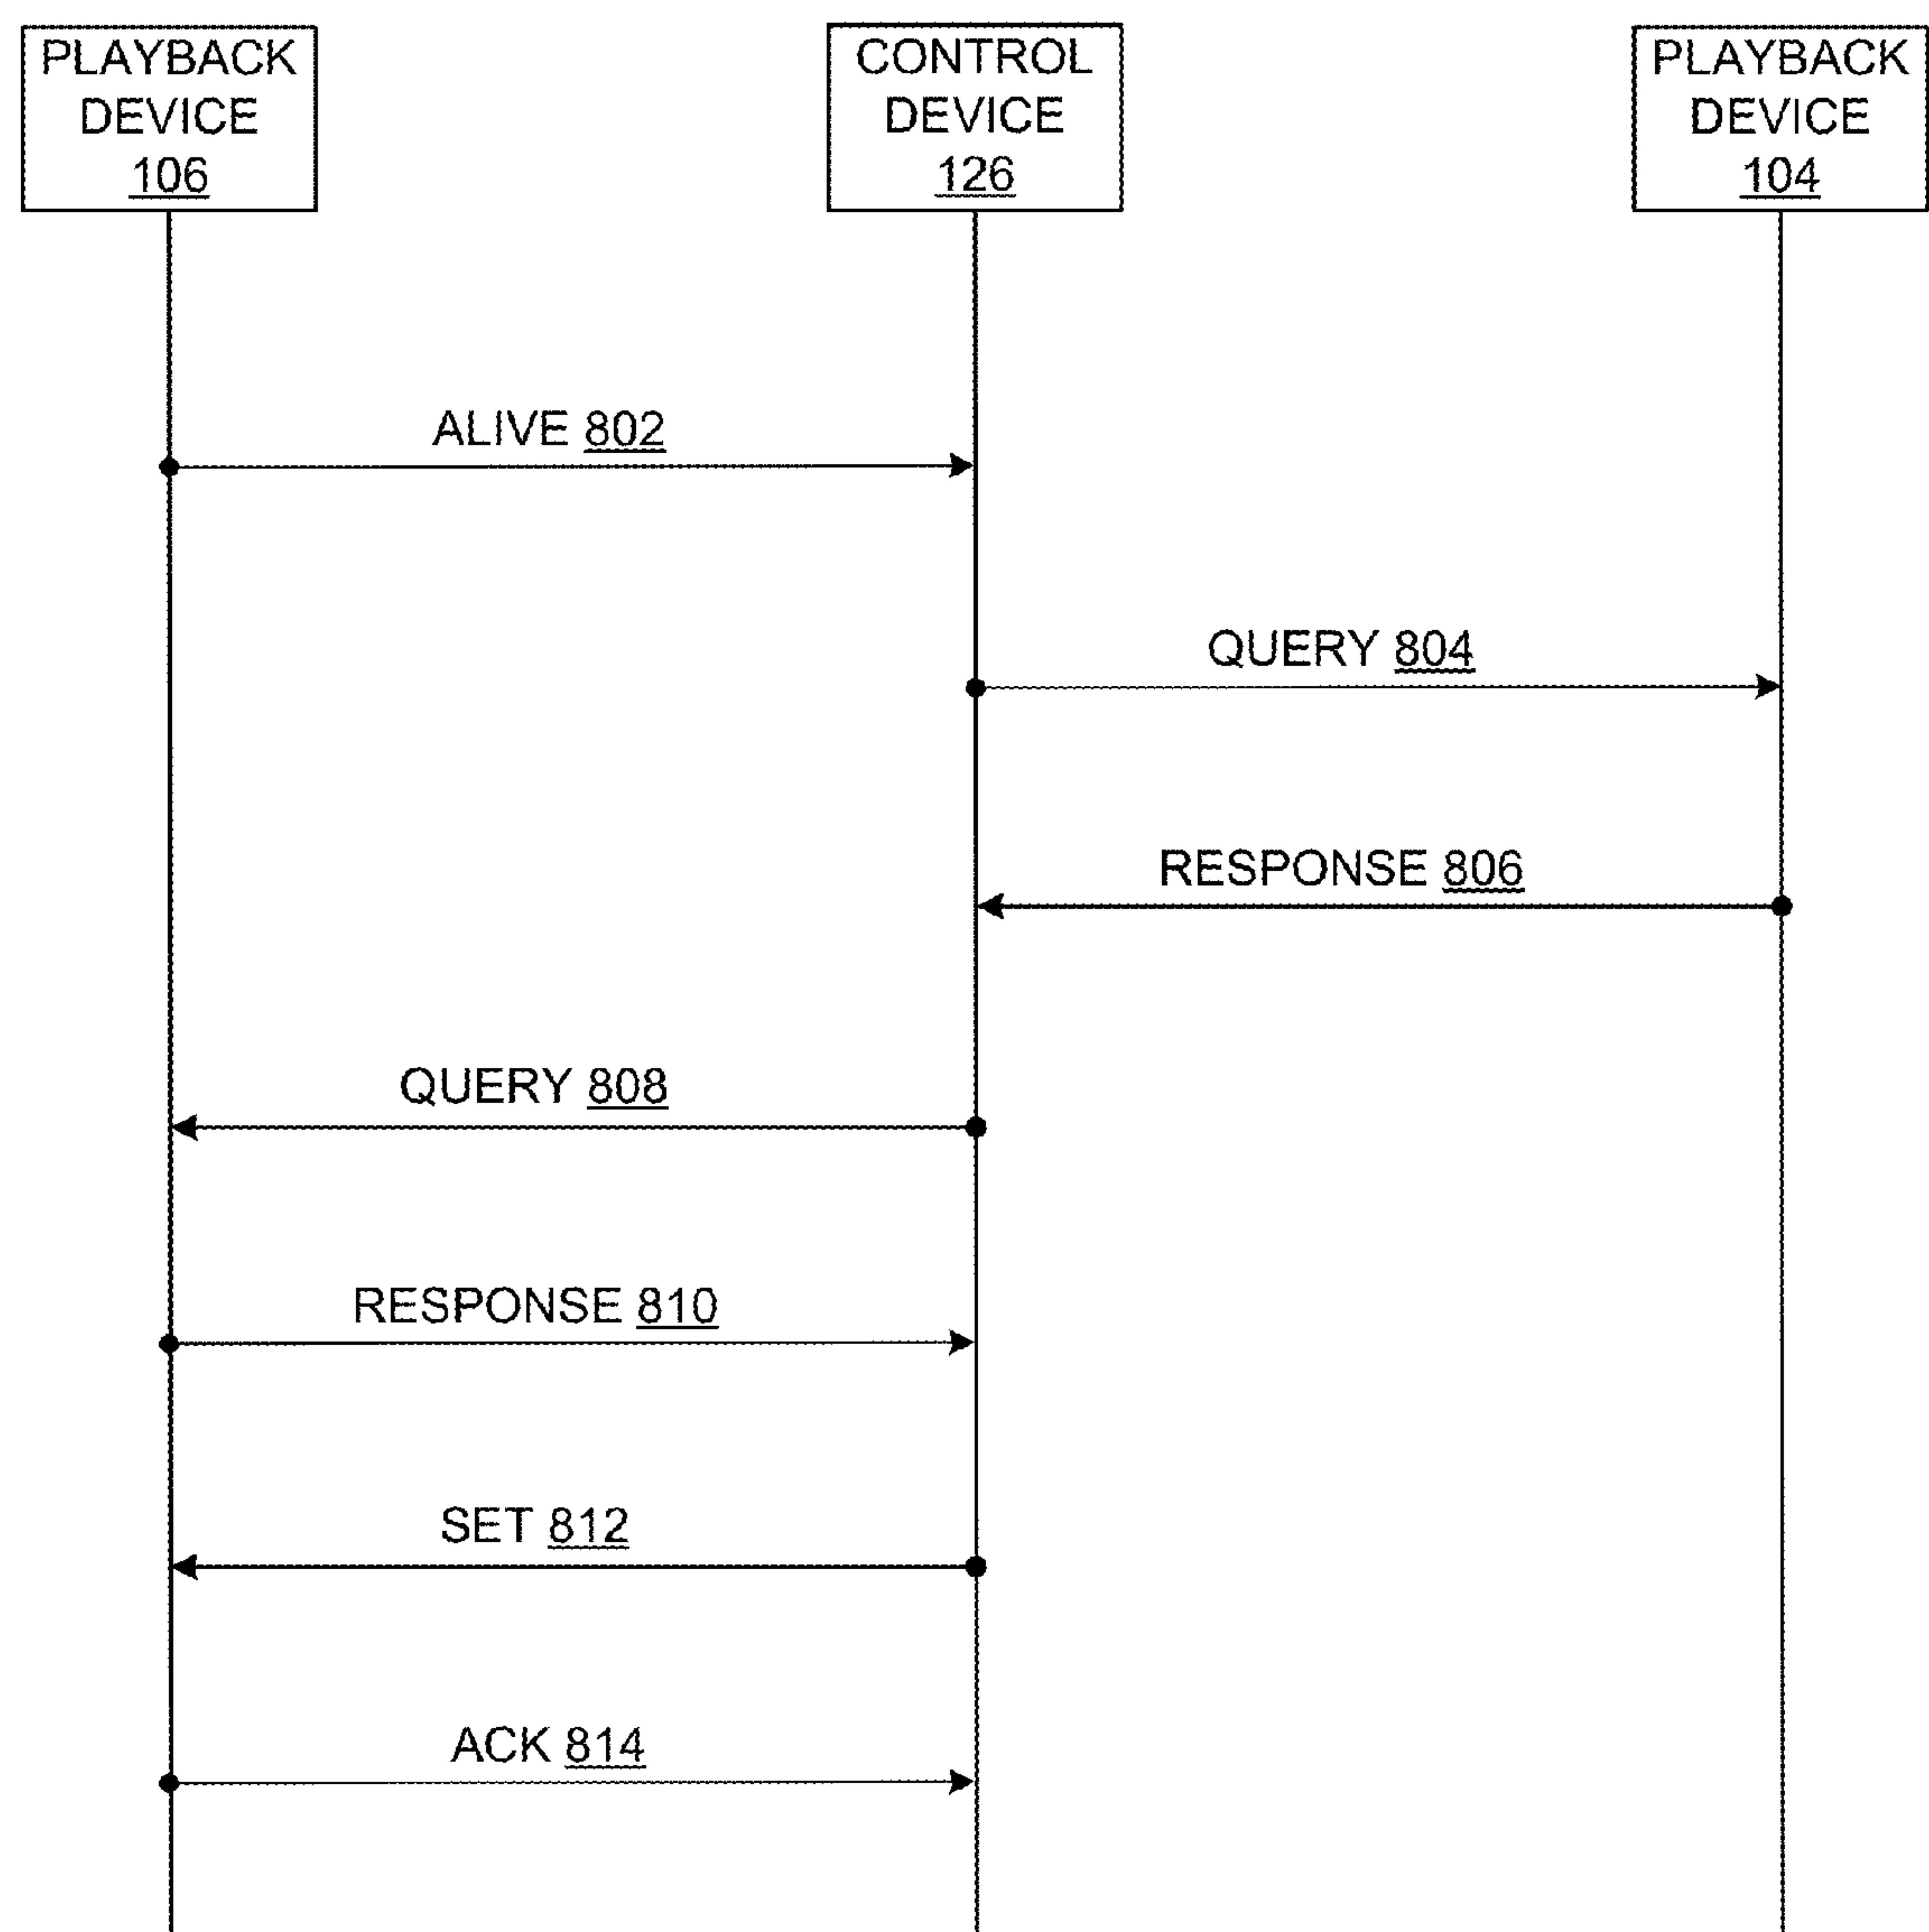 PLAYBACK
DEVICE
106
CONTROL
DEVICE
126
PLAYBACK
DEVICE
104
ALIVE 802
QUERY 804
RESPONSE 806
QUERY 808
RESPONSE 810
SET 812
ACK 814